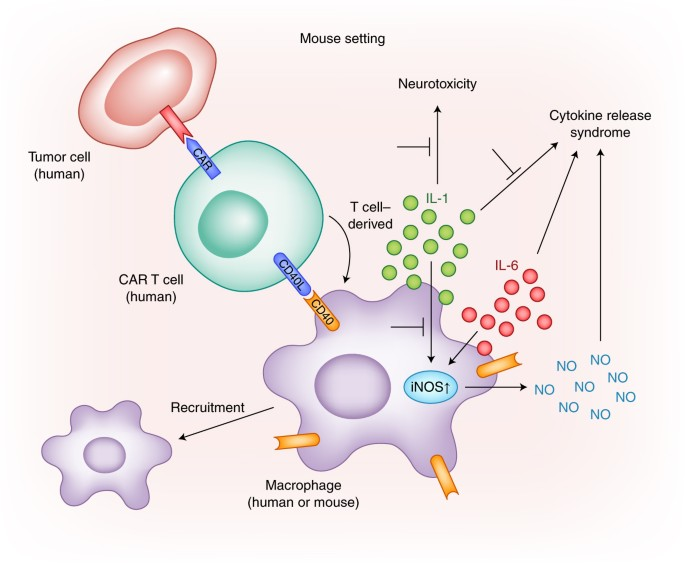 Mouse setting
Neurotoxicity
Cytokine release
syndrome
Tumor cell
(human)
CAR
T cell–
derived
IL-1
IL-6
CAR T cell
(human)
CD40L
CD40
iNOS↑
NO
NO
NO
NO
NO
NO
NO
Recruitment
Macrophage
(human or mouse)